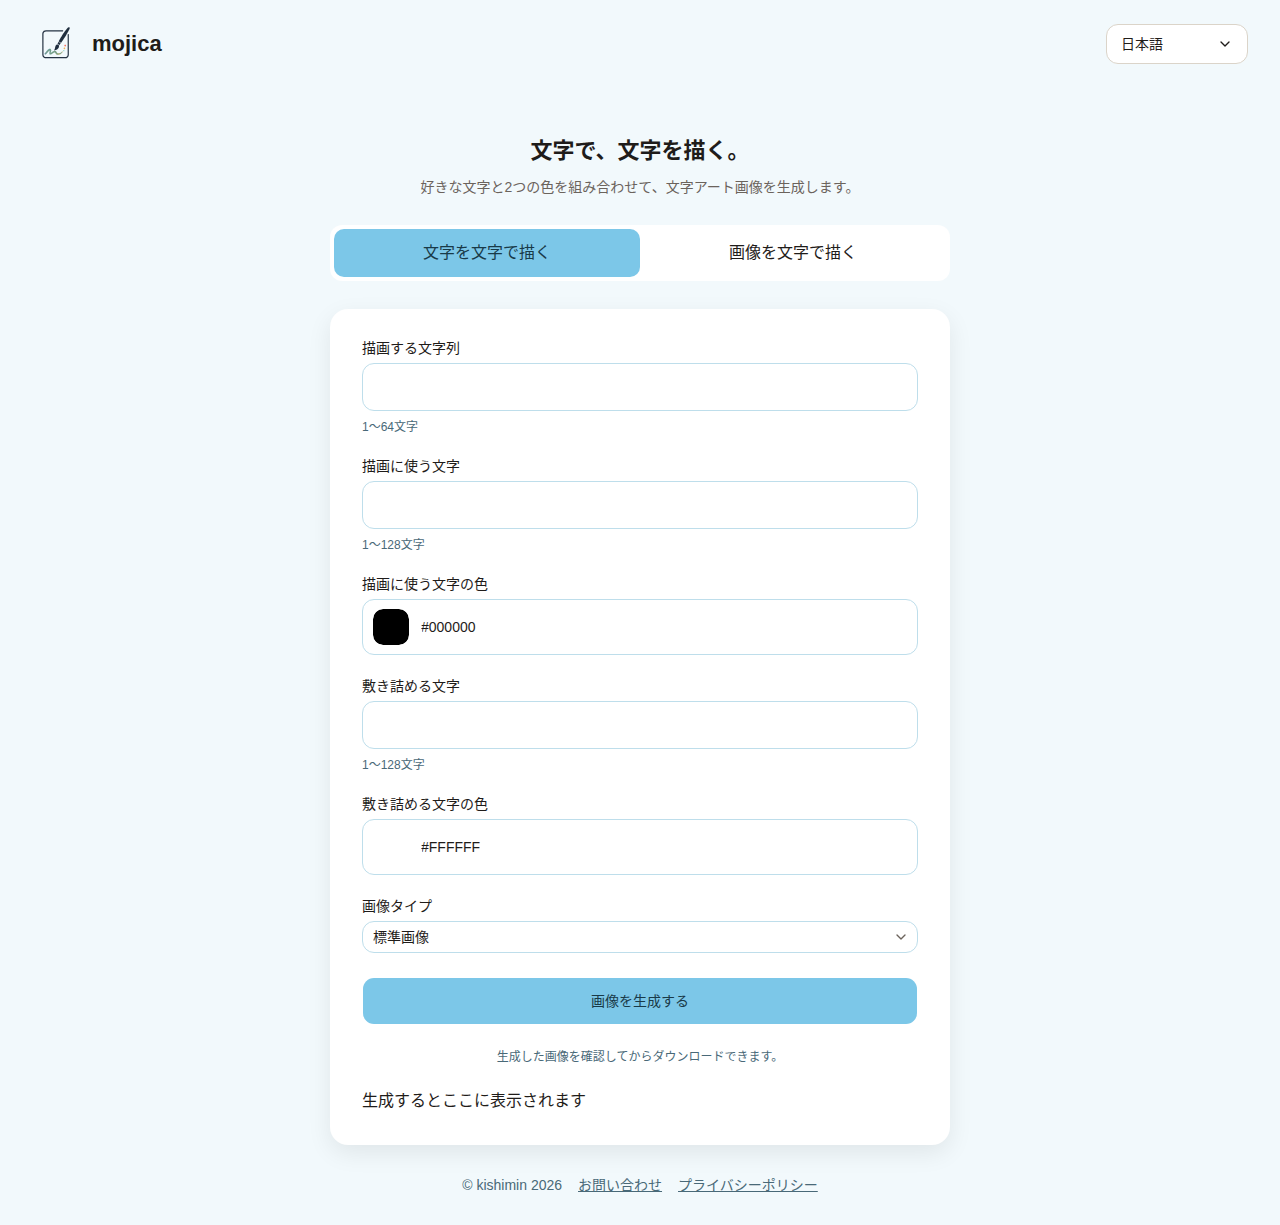 mojica
日本語
文字で、文字を描く。
好きな文字と2つの色を組み合わせて、文字アート画像を生成します。
文字を文字で描く
画像を文字で描く
描画する文字列
1〜64文字
描画に使う文字
1〜128文字
描画に使う文字の色
#000000
敷き詰める文字
1〜128文字
敷き詰める文字の色
#FFFFFF
画像タイプ
標準画像
画像を生成する
生成した画像を確認してからダウンロードできます。
生成するとここに表示されます
© kishimin 2026 お問い合わせ プライバシーポリシー